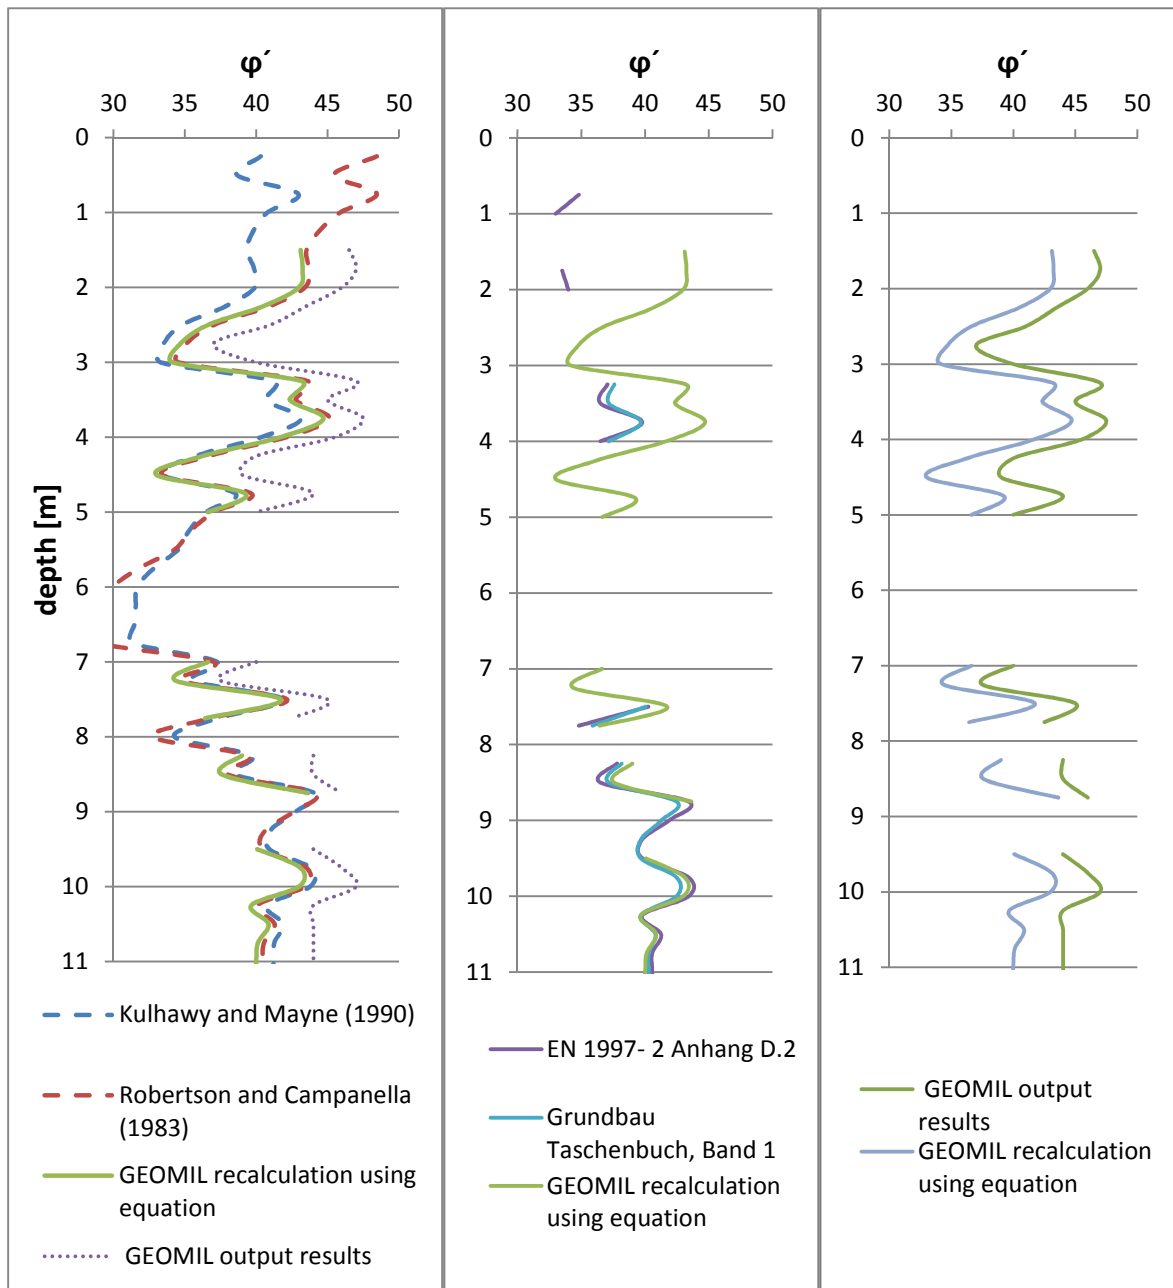 φ´
30 35 40 45 50
0
1
2
3
4
5
6
7
8
9
10
11
depth [m]
Kulhawy and Mayne (1990)
Robertson and Campanella
(1983)
GEOMIL recalculation using
equation
GEOMIL output results
φ´
30 35 40 45 50
0
1
2
3
4
5
6
7
8
9
10
11
EN 1997- 2 Anhang D.2
Grundbau
Taschenbuch, Band 1
GEOMIL recalculation
using equation
φ´
30 35 40 45 50
0
1
2
3
4
5
6
7
8
9
10
11
GEOMIL output
results
GEOMIL recalculation
using equation